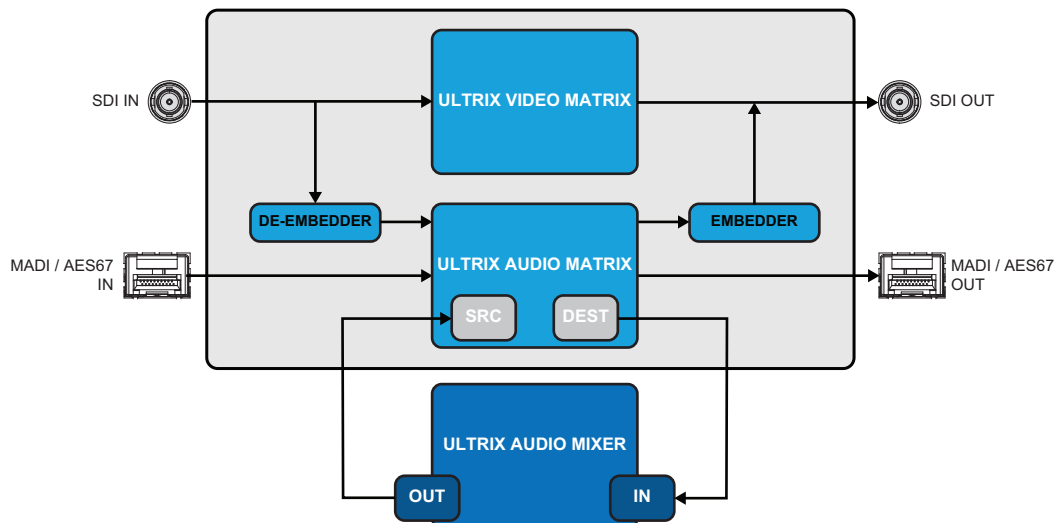 ULTRIX VIDEO MATRIX
SDI IN
SDI OUT
DE-EMBEDDER
EMBEDDER
MADI / AES67
IN
ULTRIX AUDIO MATRIX
MADI / AES67
OUT
SRC
DEST
ULTRIX AUDIO MIXER
OUT
IN